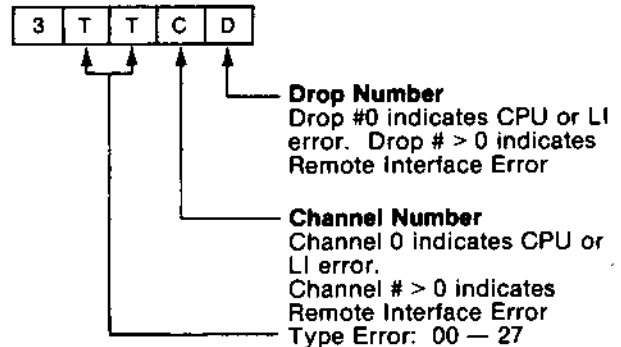 3 T T C D
Drop Number
Drop #0 indicates CPU or LI
error. Drop # > 0 indicates
Remote Interface Error
Channel Number
Channel 0 indicates CPU or
LI error.
Channel # > 0 indicates
Remote Interface Error
Type Error: 00 — 27